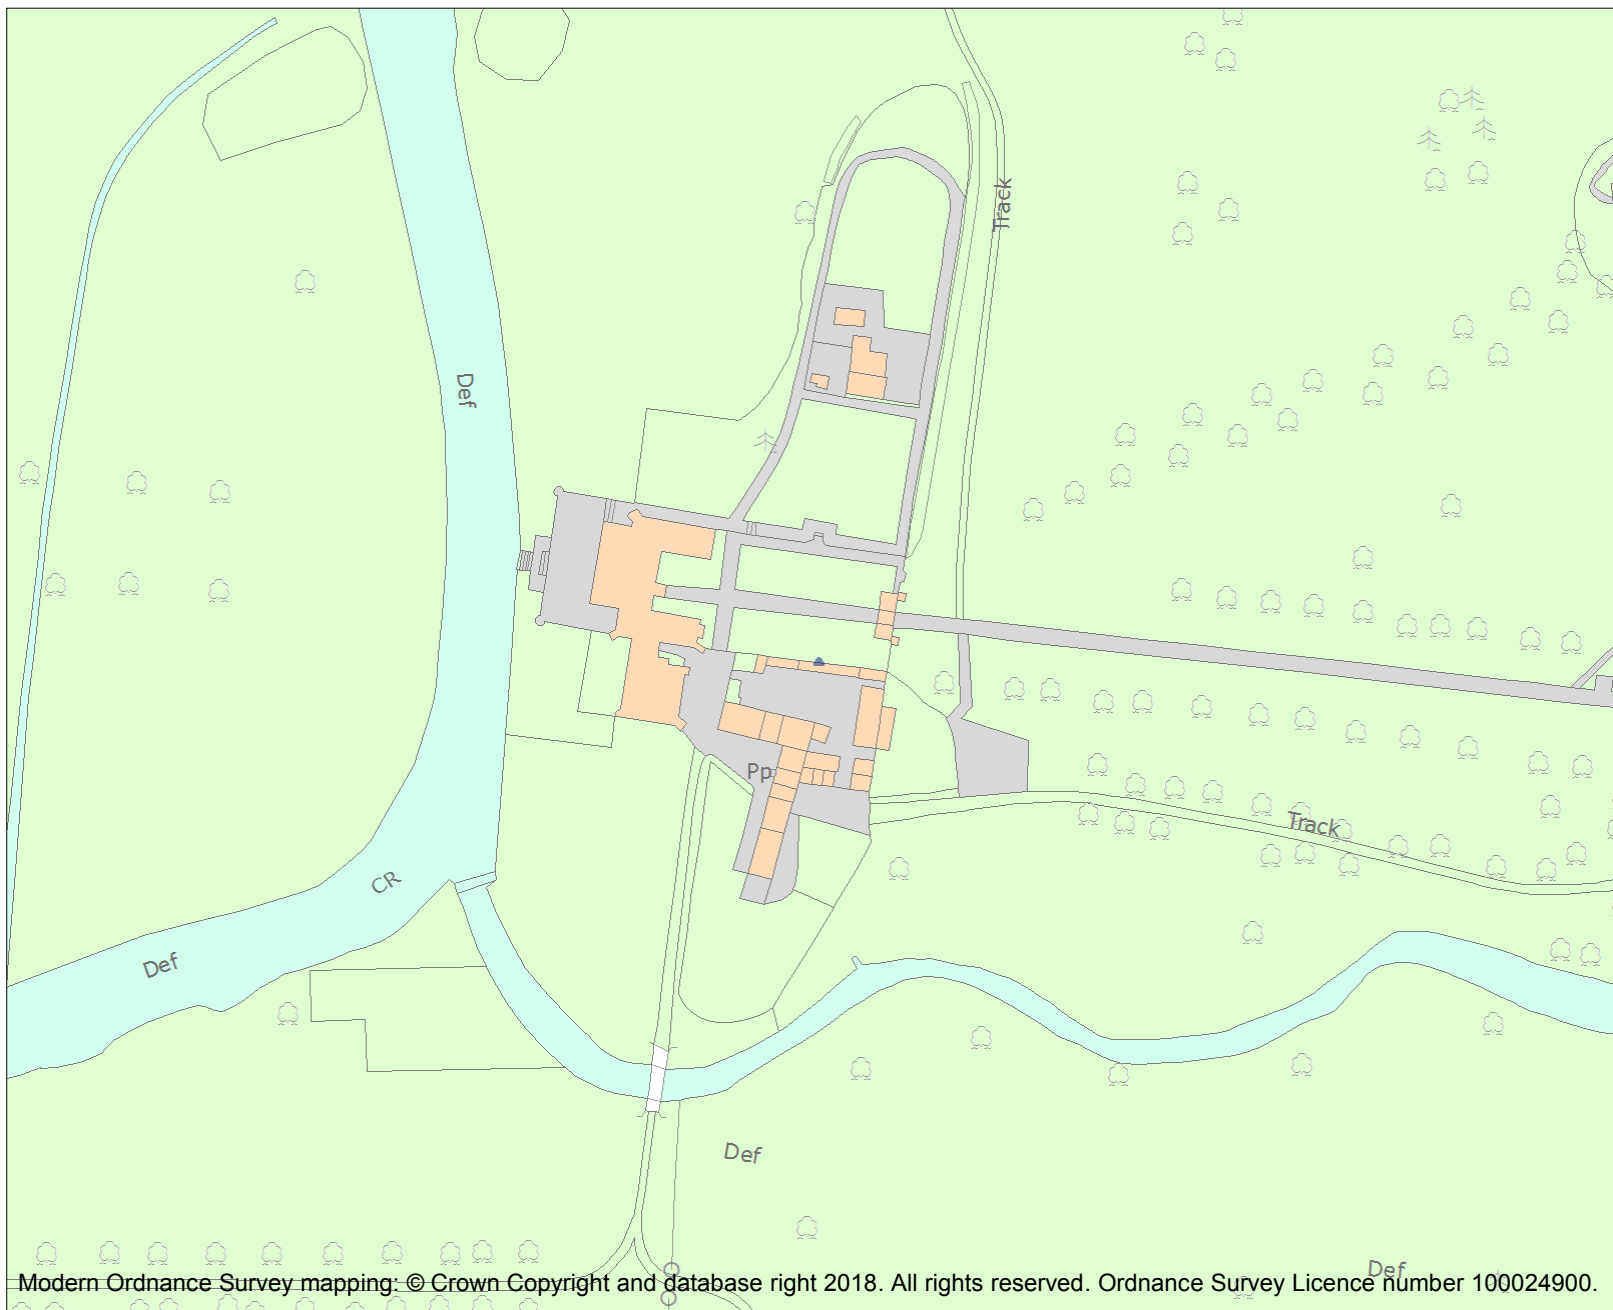 Track
Def
Pp
Track
CR
Def
Def
Def
Modern Ordnance Survey mapping: © Crown Copyright and database right 2018. All rights reserved. Ordnance Survey Licence number 100024900.